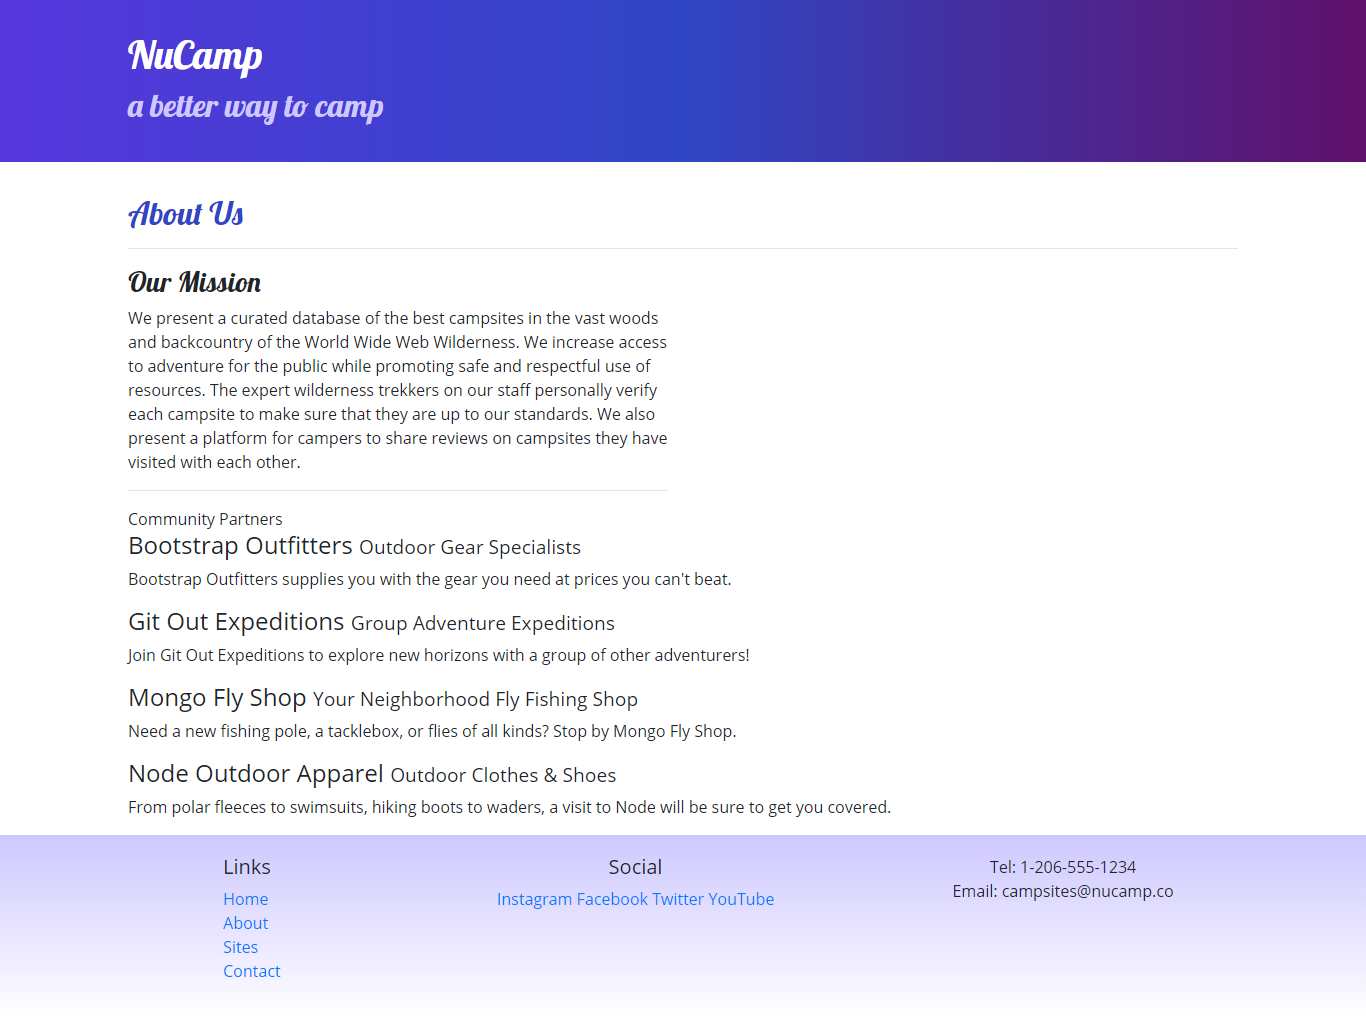 NuCamp
a better way to camp
About Us
Our Mission
We present a curated database of the best campsites in the vast woods
and backcountry of the World Wide Web Wilderness. We increase access
to adventure for the public while promoting safe and respectful use of
resources. The expert wilderness trekkers on our staff personally verify
each campsite to make sure that they are up to our standards. We also
present a platform for campers to share reviews on campsites they have
visited with each other.
Community Partners
Bootstrap Outfitters Outdoor Gear Specialists
Bootstrap Outfitters supplies you with the gear you need at prices you can't beat.
Git Out Expeditions Group Adventure Expeditions
Join Git Out Expeditions to explore new horizons with a group of other adventurers!
Mongo Fly Shop Your Neighborhood Fly Fishing Shop
Need a new fishing pole, a tacklebox, or flies of all kinds? Stop by Mongo Fly Shop.
Node Outdoor Apparel Outdoor Clothes & Shoes
From polar fleeces to swimsuits, hiking boots to waders, a visit to Node will be sure to get you covered.
Links
Home
About
Sites
Contact
Social
Instagram Facebook Twitter YouTube
Tel: 1-206-555-1234
Email: campsites@nucamp.co